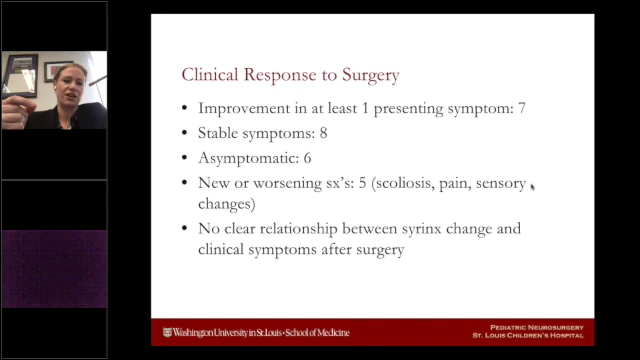 Clinical Response to Surgery
• Improvement in at least 1 presenting symptom: 7
• Stable symptoms: 8
• Asymptomatic: 6
• New or worsening sx's: 5 (scoliosis, pain, sensory
changes)
• No clear relationship between syrinx change and
clinical symptoms after surgery
Washington University in St. Louis • School of Medicine
Pediatric Neurosurgery
St. Louis Children's Hospital